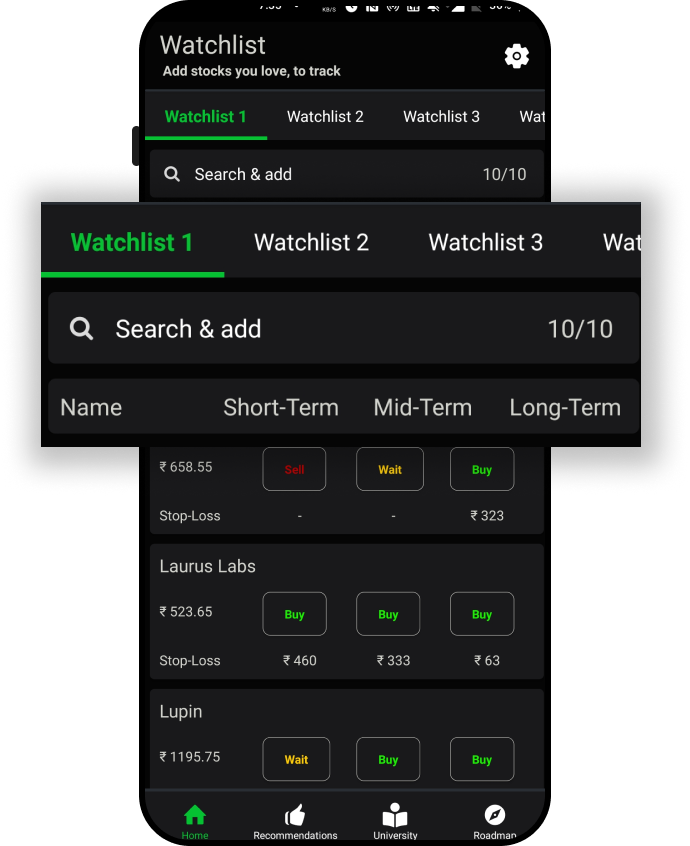 KB/S
Watchlist
Add stocks you love, to track
Watchlist 1 Watchlist 2 Watchlist 3 Wat
Search & add 10/10
Watchlist 1 Watchlist 2 Watchlist 3 Wat
Search & add 10/10
Name Short-Term Mid-Term Long-Term
₹ 658.55 Sell Wait Buy
Stop-Loss - - ₹ 323
Laurus Labs
₹ 523.65 Buy Buy Buy
Stop-Loss ₹ 460 ₹ 333 ₹ 63
Lupin
₹ 1195.75 Wait Buy Buy
Home Recommendations University Roadmap